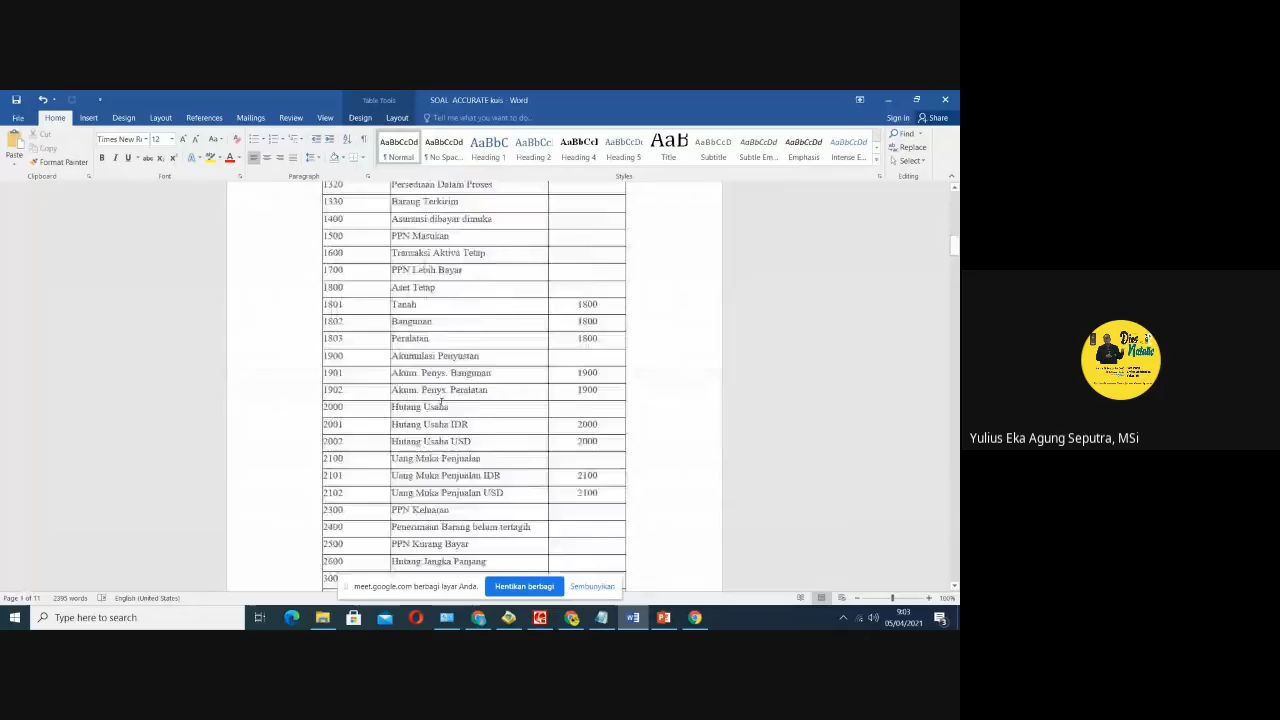 Table Tools
SOAL ACCURATE kuis - Word
File Home Insert Design Layout References Mailings Review View Design Layout Tell me what you want to do... Sign in Share
Paste
Cut
Copy
Format Painter
Times New Ro 12
AaBbCcDd AaBbCcDd AaBbC AaBbCc AaBbCcI AaBbCcDc AaB AaBbCcD AaBbCcDd AaBbCcDd AaBbCcDd
¶ Normal ¶ No Spac... Heading 1 Heading 2 Heading 4 Heading 5 Title Subtitle Subtle Em... Emphasis Intense E...
Find
Replace
Select
Clipboard Font Paragraph Styles Editing
1320 Persediaan Dalam Proses
1330 Barang Terkirim
1400 Asuransi dibayar dimuka
1500 PPN Masukan
1600 Transaksi Aktiva Tetap
1700 PPN Lebih Bayar
1800 Aset Tetap
1801 Tanah 1800
1802 Bangunan 1800
1803 Peralatan 1800
1900 Akumulasi Penyustan
1901 Akum. Penys. Bangunan 1900
1902 Akum. Penys. Peralatan 1900
2000 Hutang Usaha
2001 Hutang Usaha IDR 2000
2002 Hutang Usaha USD 2000
2100 Uang Muka Penjualan
2101 Uang Muka Penjualan IDR 2100
2102 Uang Muka Penjualan USD 2100
2300 PPN Keluaran
2400 Penerimaan Barang belum tertagih
2500 PPN Kurang Bayar
2600 Hutang Jangka Panjang
300
meet.google.com berbagi layar Anda. Hentikan berbagi Sembunyikan
Page 1 of 11 2395 words English (United States) 100%
Type here to search
9:03
05/04/2021
Dies
Natalis
Yulius Eka Agung Seputra, MSi